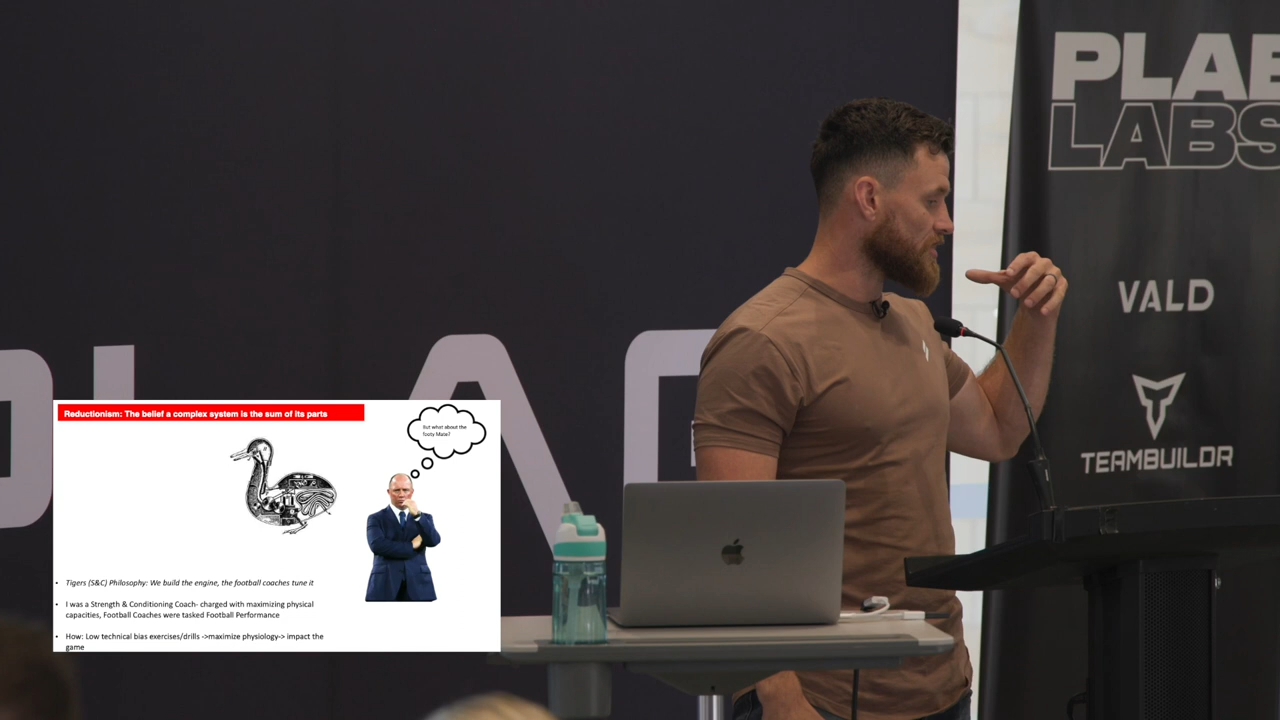 PLAB
LABS
VALD
TEAMBUILDR
Reductionism: The belief a complex system is the sum of its parts
But what about the
footy Mate?
• Tigers (S&C) Philosophy: We build the engine, the football coaches tune it
• I was a Strength & Conditioning Coach- charged with maximizing physical
capacities, Football Coaches were tasked Football Performance
• How: Low technical bias exercises/drills ->maximize physiology-> impact the
game